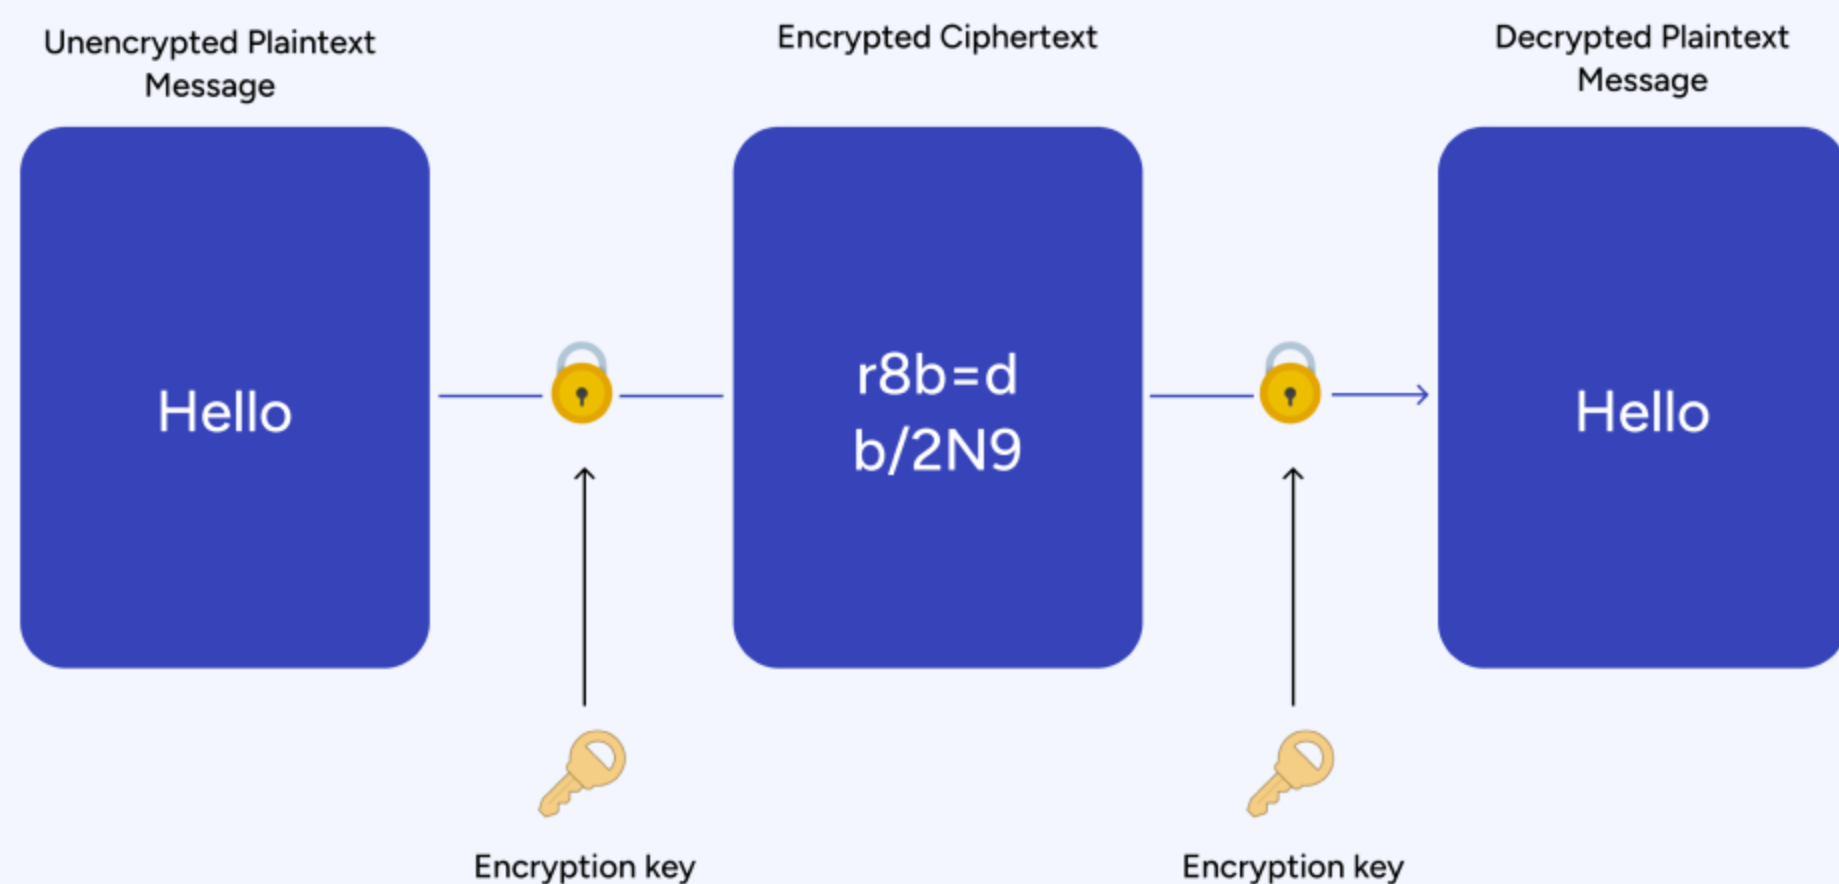 Unencrypted Plaintext
Message
Encrypted Ciphertext
Decrypted Plaintext
Message
Hello
r8b=d
b/2N9
Hello
Encryption key
Encryption key